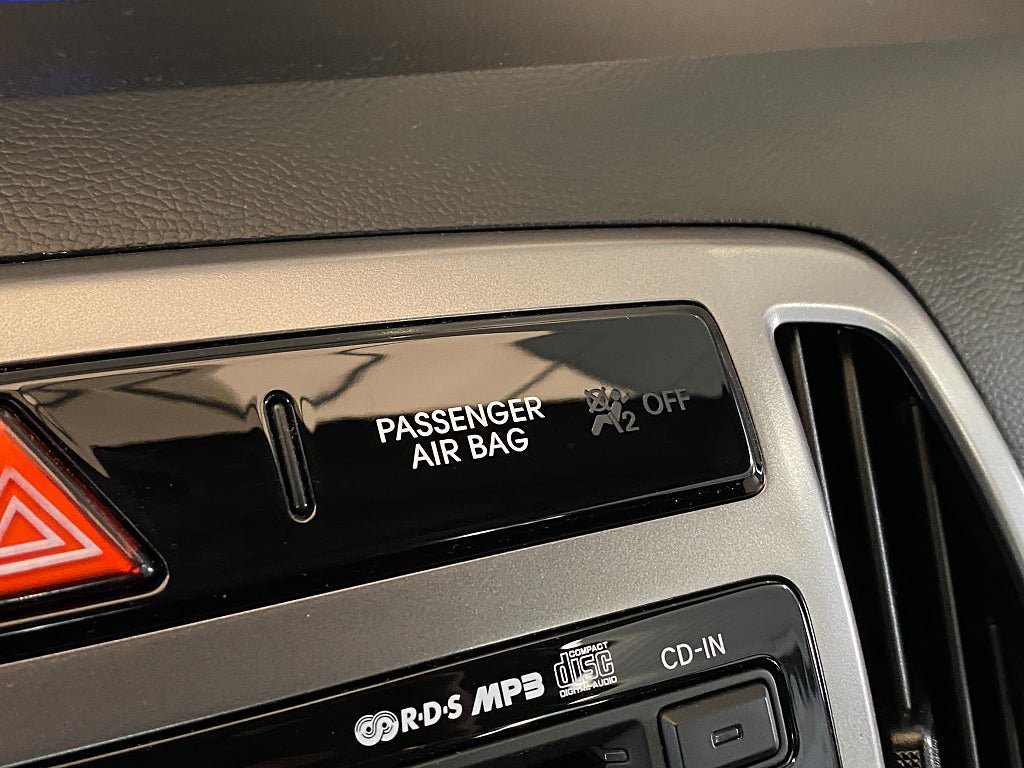 PASSENGER
AIR BAG
2 OFF
R·D·S MP3 COMPACT
disc
DIGITAL AUDIO
CD-IN